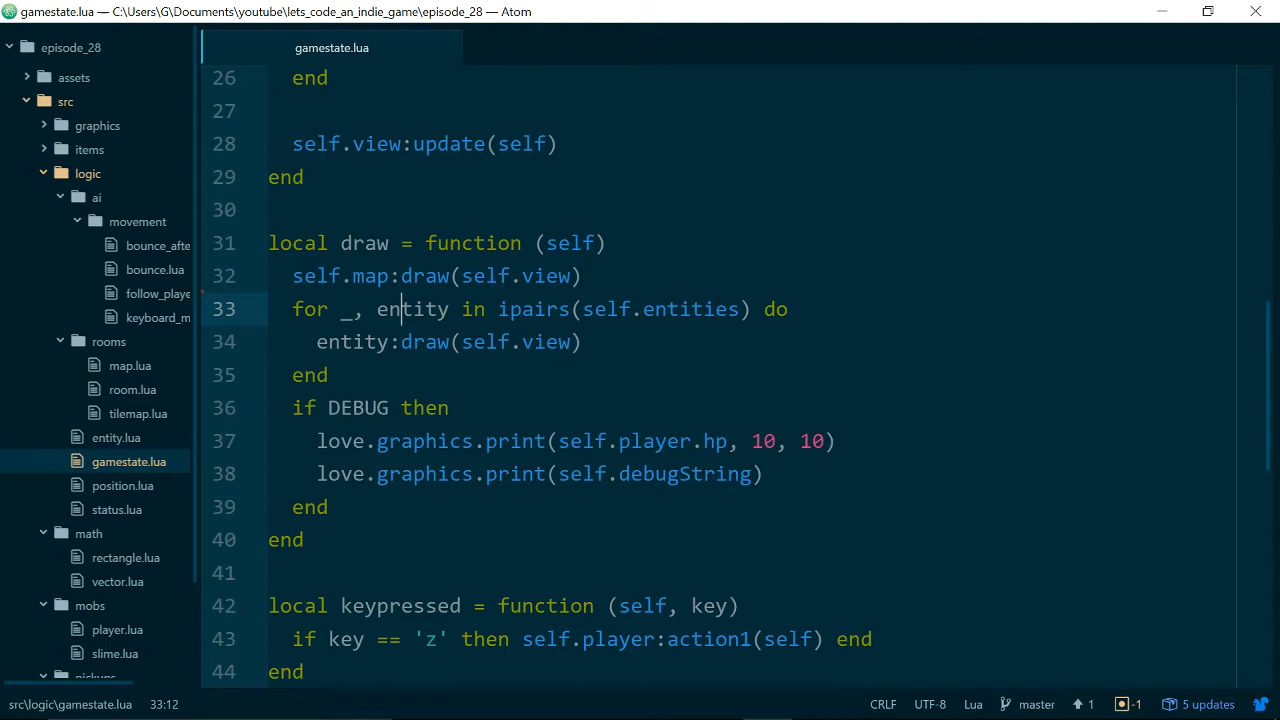 gamestate.lua — C:\Users\G\Documents\youtube\lets_code_an_indie_game\episode_28 — Atom
episode_28
assets
src
graphics
items
logic
ai
movement
bounce_afte
bounce.lua
follow_playe
keyboard_m
rooms
map.lua
room.lua
tilemap.lua
entity.lua
gamestate.lua
position.lua
status.lua
math
rectangle.lua
vector.lua
mobs
player.lua
slime.lua
pickups
gamestate.lua
26 end
27
28 self.view:update(self)
29 end
30
31 local draw = function (self)
32 self.map:draw(self.view)
33 for _, entity in ipairs(self.entities) do
34 entity:draw(self.view)
35 end
36 if DEBUG then
37 love.graphics.print(self.player.hp, 10, 10)
38 love.graphics.print(self.debugString)
39 end
40 end
41
42 local keypressed = function (self, key)
43 if key == 'z' then self.player:action1(self) end
44 end
src\logic\gamestate.lua 33:12 CRLF UTF-8 Lua master 1 -1 5 updates